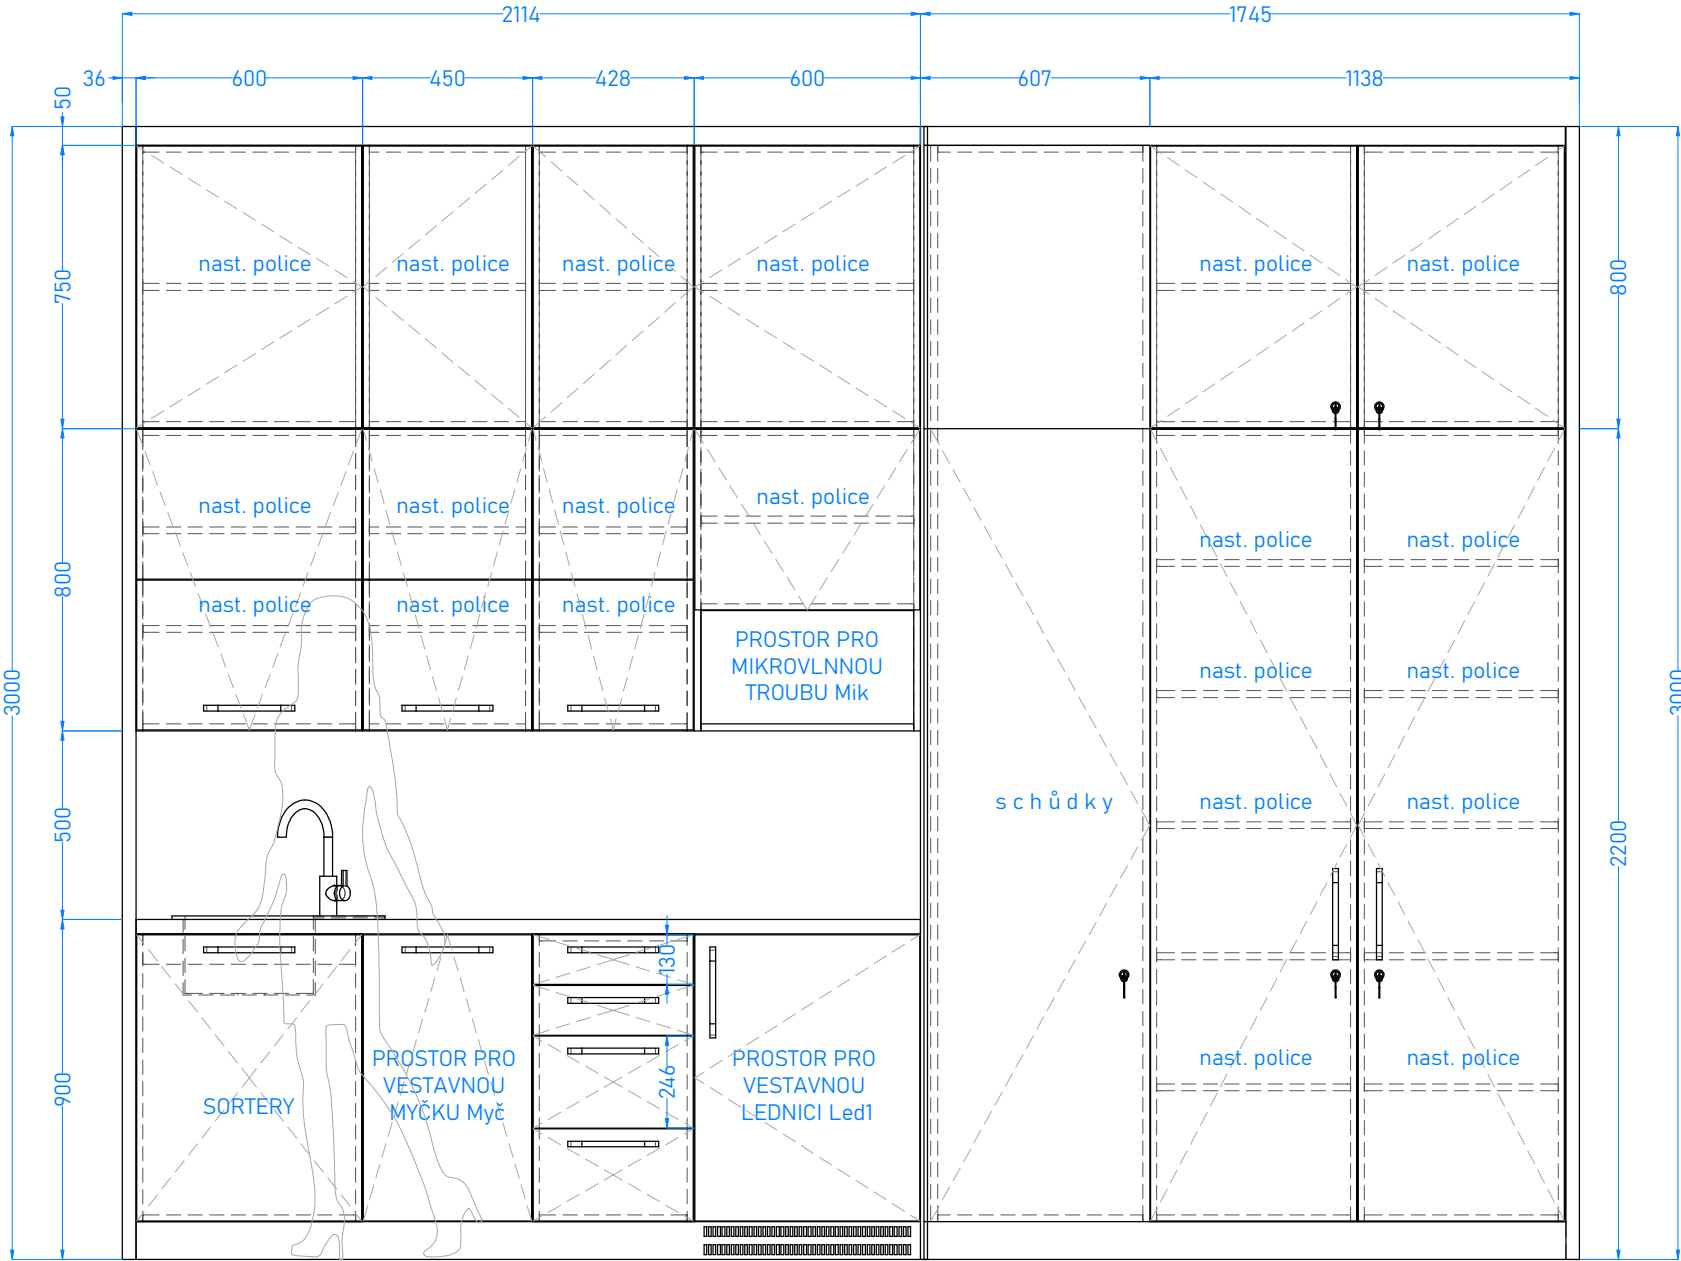 2114 1745
36 600 450 428 600 607 1138
50
nast. police nast. police nast. police nast. police nast. police nast. police
750 800
nast. police nast. police nast. police nast. police
nast. police nast. police
800
nast. police nast. police nast. police
PROSTOR PRO
MIKROVLNNOU
TROUBU Mik
nast. police nast. police
3000 3000
schůdky nast. police nast. police
500 2200
130
PROSTOR PRO
VESTAVNOU
MYČKU Myč
246
PROSTOR PRO
VESTAVNOU
LEDNICI Led1
nast. police nast. police
900
SORTERY